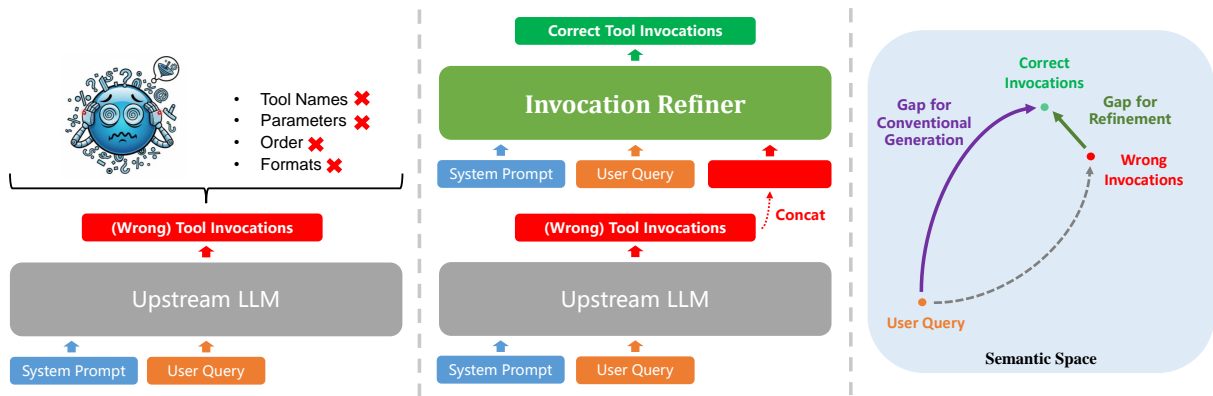 • Tool Names
• Parameters
• Order
• Formats
(Wrong) Tool Invocations
Upstream LLM
System Prompt
User Query
Correct Tool Invocations
Invocation Refiner
System Prompt
User Query
Concat
(Wrong) Tool Invocations
Upstream LLM
System Prompt
User Query
Correct
Invocations
Gap for
Conventional
Generation
Gap for
Refinement
Wrong
Invocations
User Query
Semantic Space